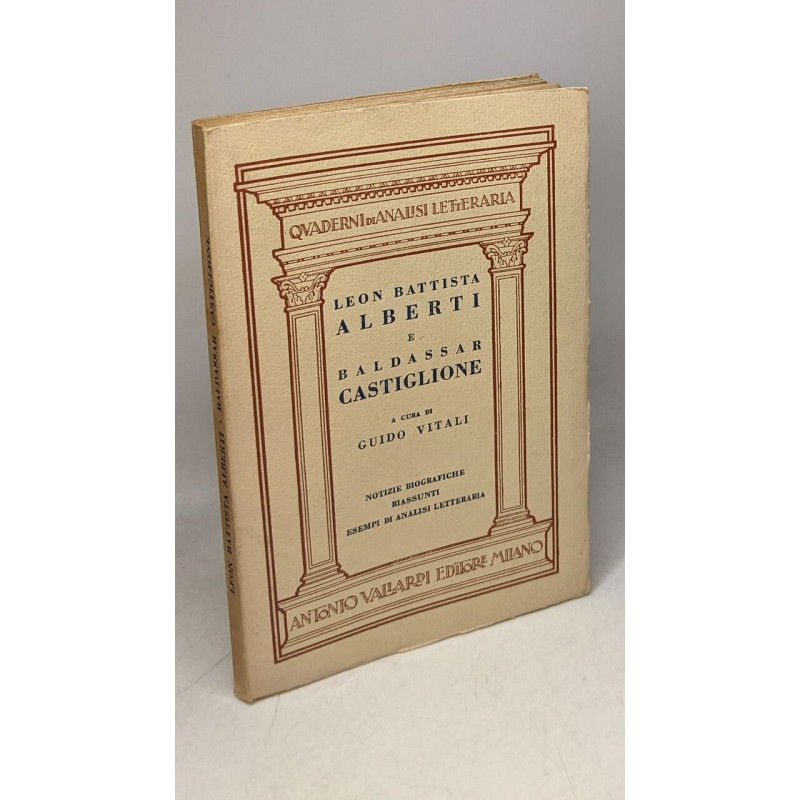 QVADERNI DI ANALISI LETTERARIA
LEON BATTISTA
ALBERTI
E
BALDASSAR
CASTIGLIONE
A CURA DI
GUIDO VITALI
NOTIZIE BIOGRAFICHE
RIASSUNTI
ESEMPI DI ANALISI LETTERARIA
ANTONIO VALLARDI EDITORE MILANO
LEON BATTISTA ALBERTI - BALDASSAR CASTIGLIONE